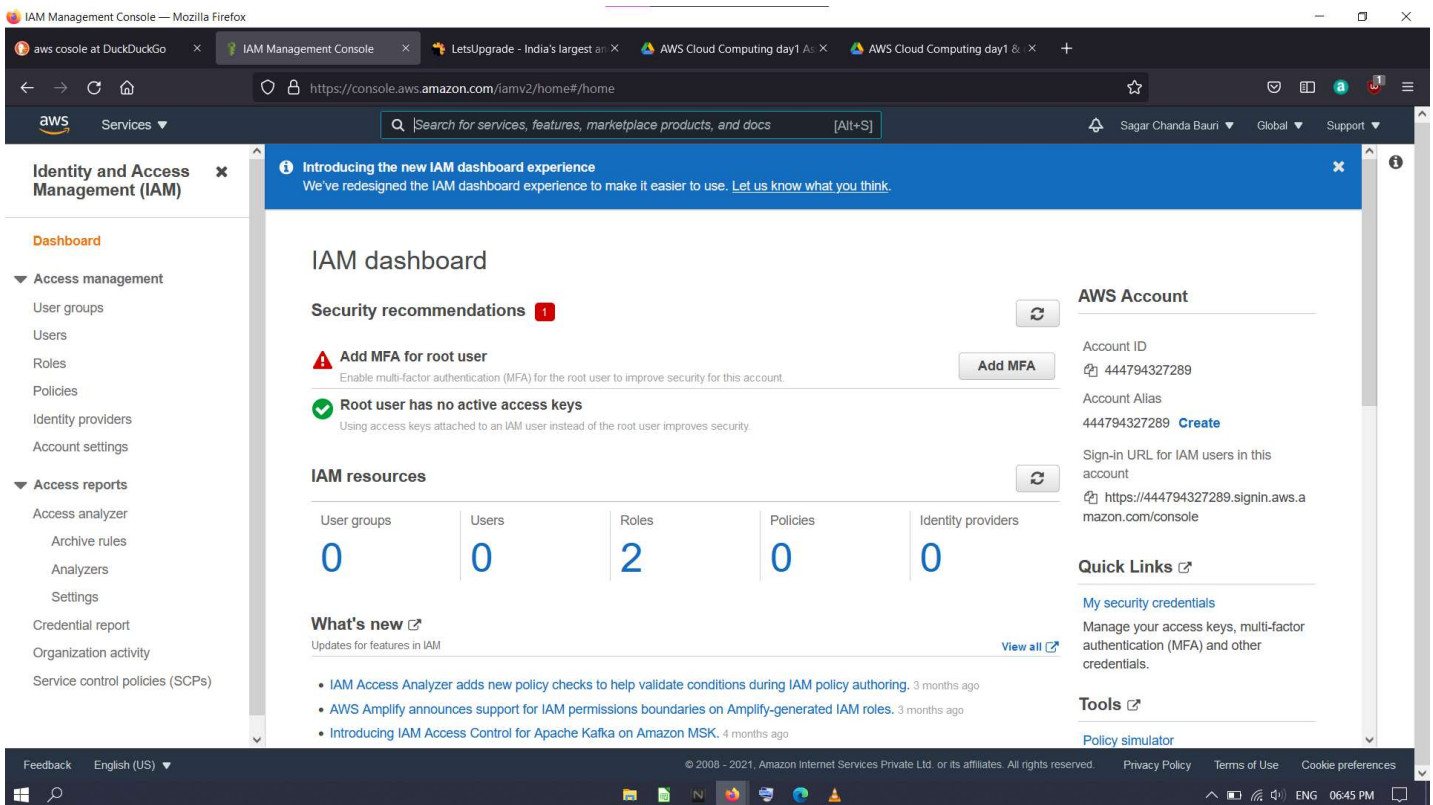 IAM Management Console — Mozilla Firefox
aws cosole at DuckDuckGo
IAM Management Console
LetsUpgrade - India's largest an
AWS Cloud Computing day1 As
AWS Cloud Computing day1 &
https://console.aws.amazon.com/iamv2/home#/home
a
1
aws
Services
Search for services, features, marketplace products, and docs
[Alt+S]
Sagar Chanda Bauri
Global
Support
Identity and Access
Management (IAM)
Dashboard
Access management
User groups
Users
Roles
Policies
Identity providers
Account settings
Access reports
Access analyzer
Archive rules
Analyzers
Settings
Credential report
Organization activity
Service control policies (SCPs)
Introducing the new IAM dashboard experience
We've redesigned the IAM dashboard experience to make it easier to use. Let us know what you think.
IAM dashboard
Security recommendations 1
Add MFA for root user
Enable multi-factor authentication (MFA) for the root user to improve security for this account.
Add MFA
Root user has no active access keys
Using access keys attached to an IAM user instead of the root user improves security.
IAM resources
User groups
0
Users
0
Roles
2
Policies
0
Identity providers
0
What's new
Updates for features in IAM
View all
IAM Access Analyzer adds new policy checks to help validate conditions during IAM policy authoring. 3 months ago
AWS Amplify announces support for IAM permissions boundaries on Amplify-generated IAM roles. 3 months ago
Introducing IAM Access Control for Apache Kafka on Amazon MSK. 4 months ago
AWS Account
Account ID
444794327289
Account Alias
444794327289 Create
Sign-in URL for IAM users in this
account
https://444794327289.signin.aws.a
mazon.com/console
Quick Links
My security credentials
Manage your access keys, multi-factor
authentication (MFA) and other
credentials.
Tools
Policy simulator
Feedback
English (US)
© 2008 - 2021, Amazon Internet Services Private Ltd. or its affiliates. All rights reserved.
Privacy Policy
Terms of Use
Cookie preferences
ENG
06:45 PM